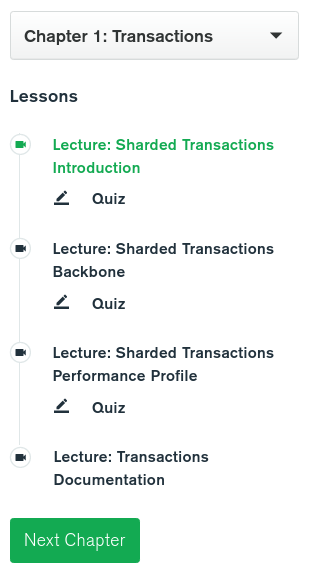 Chapter 1: Transactions
Lessons
Lecture: Sharded Transactions
Introduction
Quiz
Lecture: Sharded Transactions
Backbone
Quiz
Lecture: Sharded Transactions
Performance Profile
Quiz
Lecture: Transactions
Documentation
Next Chapter